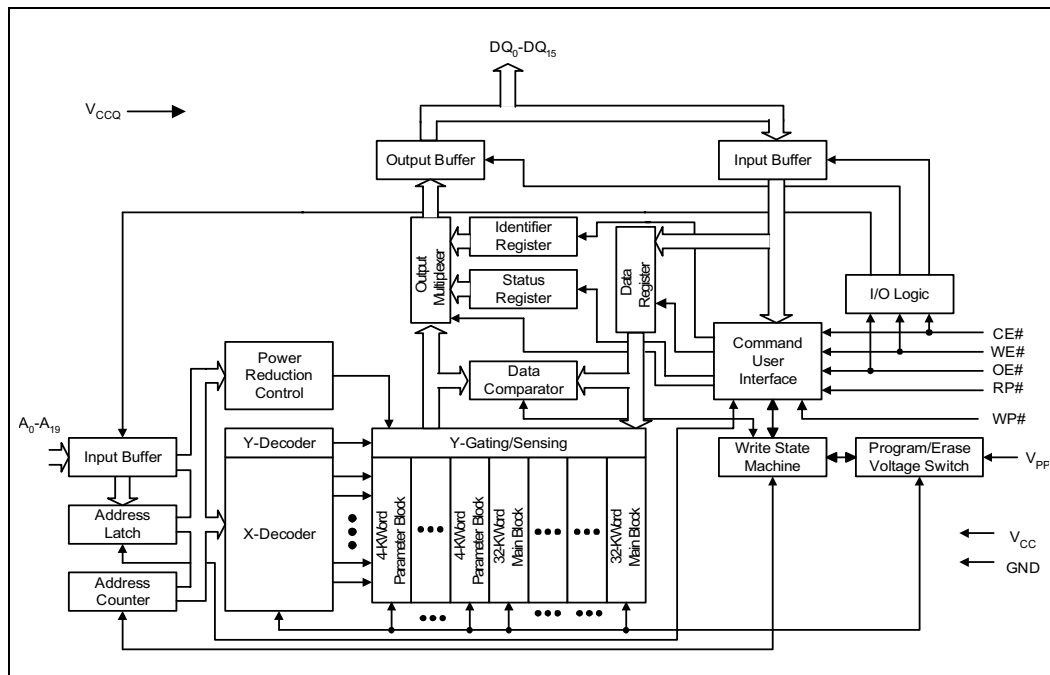 DQ0-DQ15
VCCQ
Output Buffer
Input Buffer
Output
Multiplexer
Identifier
Register
Status
Register
Data
Register
I/O Logic
CE#
WE#
OE#
RP#
WP#
Command
User
Interface
Power
Reduction
Control
Data
Comparator
A0-A19
Input Buffer
Y-Decoder
Y-Gating/Sensing
Write State
Machine
Program/Erase
Voltage Switch
VPP
Address
Latch
X-Decoder
4-KWord
Parameter Block
4-KWord
Parameter Block
32-KWord
Main Block
32-KWord
Main Block
VCC
GND
Address
Counter